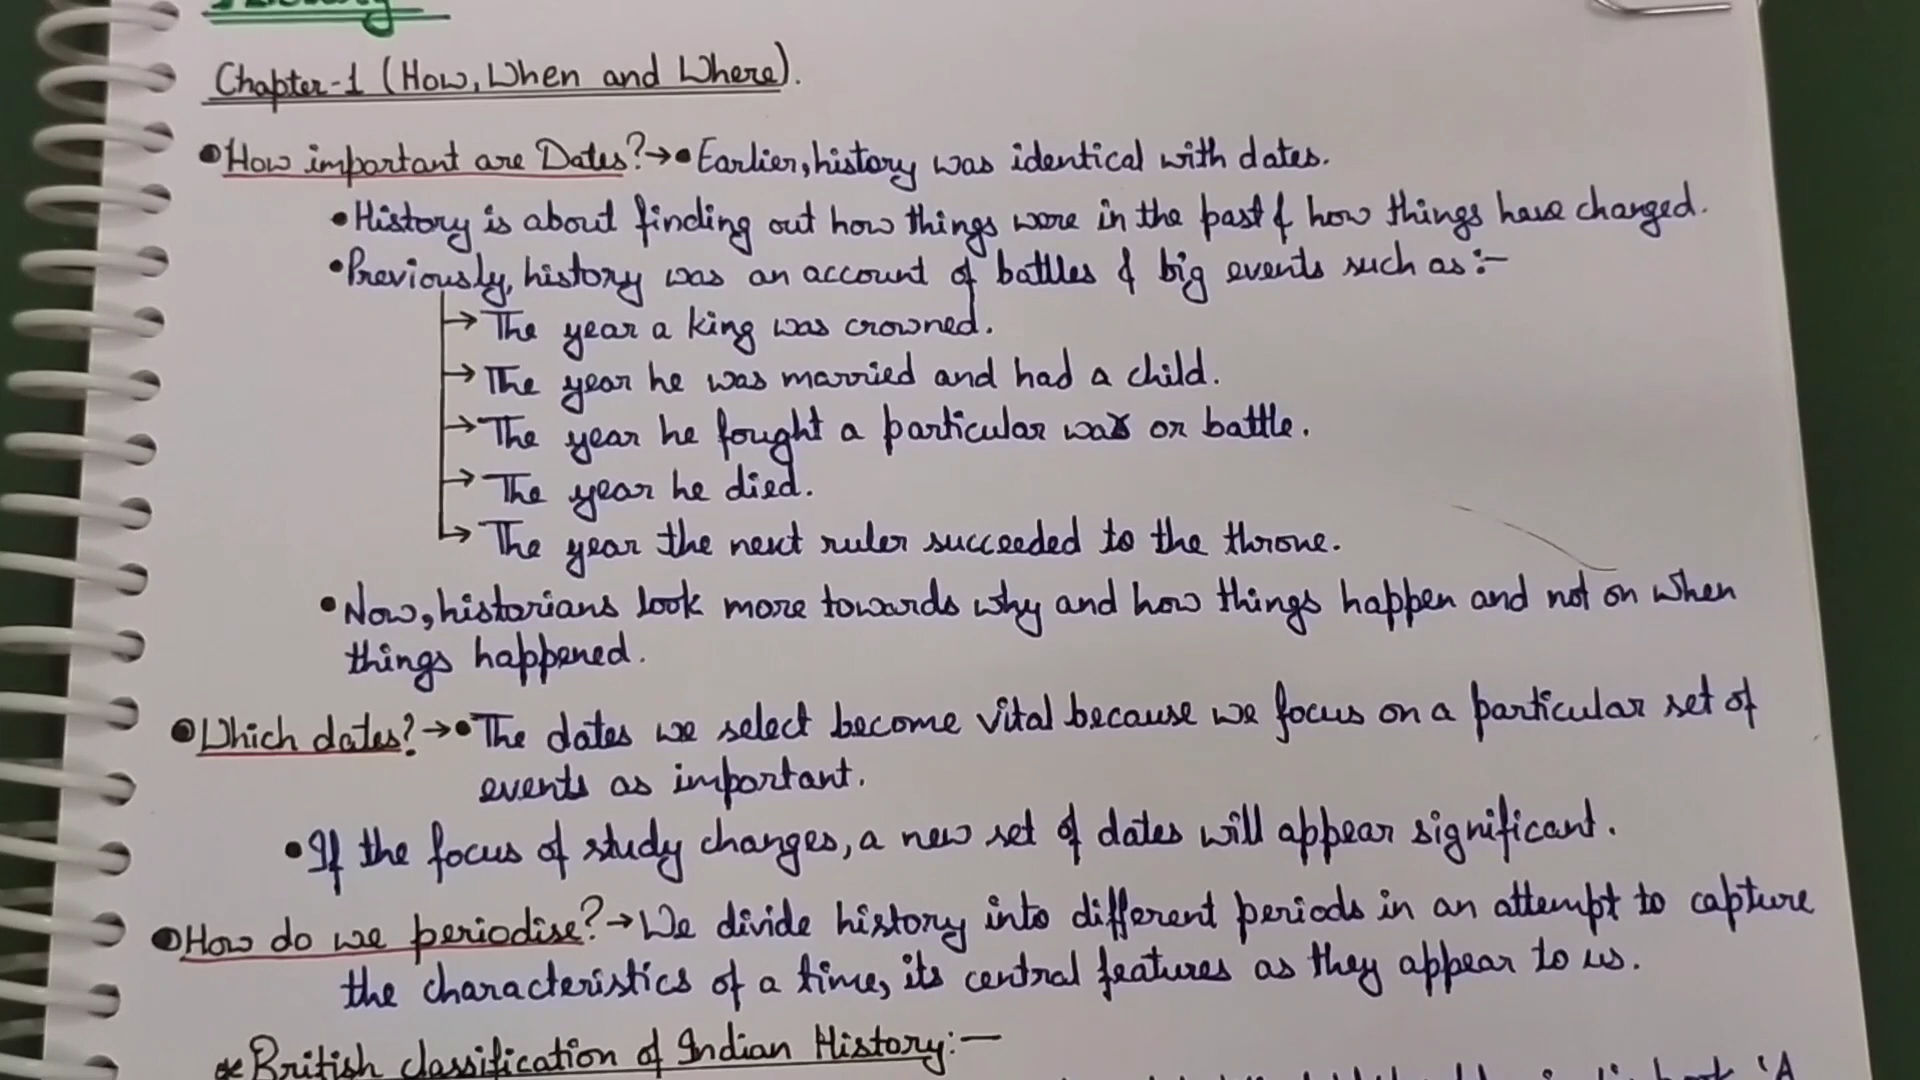 Chapter-1 (How, When and Where).
•How important are Dates?→•Earlier, history was identical with dates.
•History is about finding out how things were in the past & how things have changed.
•Previously, history was an account of battles & big events such as:-
→The year a king was crowned.
→The year he was married and had a child.
→The year he fought a particular war or battle.
→The year he died.
→The year the next ruler succeeded to the throne.
•Now, historians look more towards why and how things happen and not on when
things happened.
•Which dates?→•The dates we select become vital because we focus on a particular set of
events as important.
•If the focus of study changes, a new set of dates will appear significant.
•How do we periodise?→We divide history into different periods in an attempt to capture
the characteristics of a time, its central features as they appear to us.
*British classification of Indian History:-
book 'A